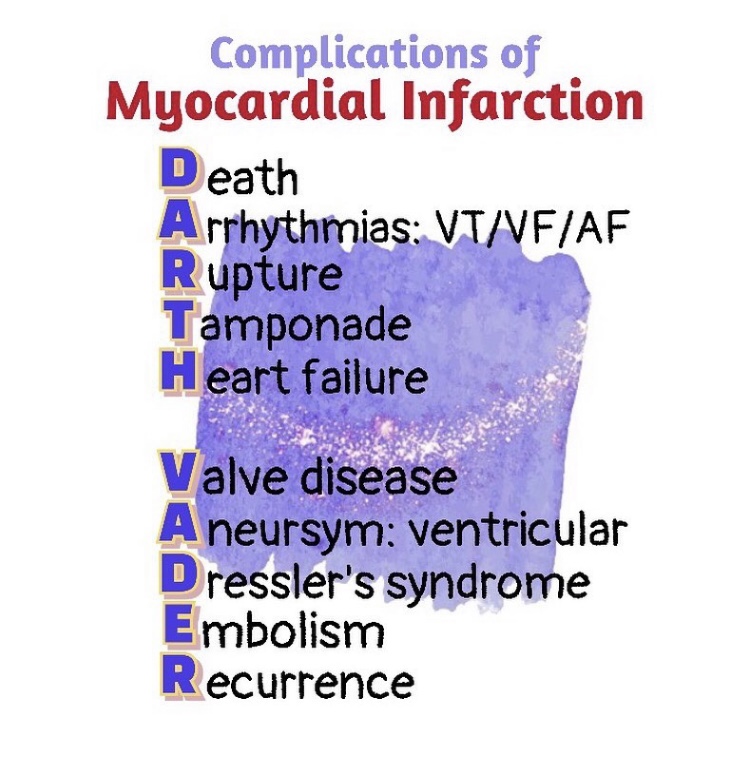 Complications of
Myocardial Infarction
Death
Arrhythmias: VT/VF/AF
Rupture
Tamponade
Heart failure
Valve disease
Aneursym: ventricular
Dressler's syndrome
Embolism
Recurrence